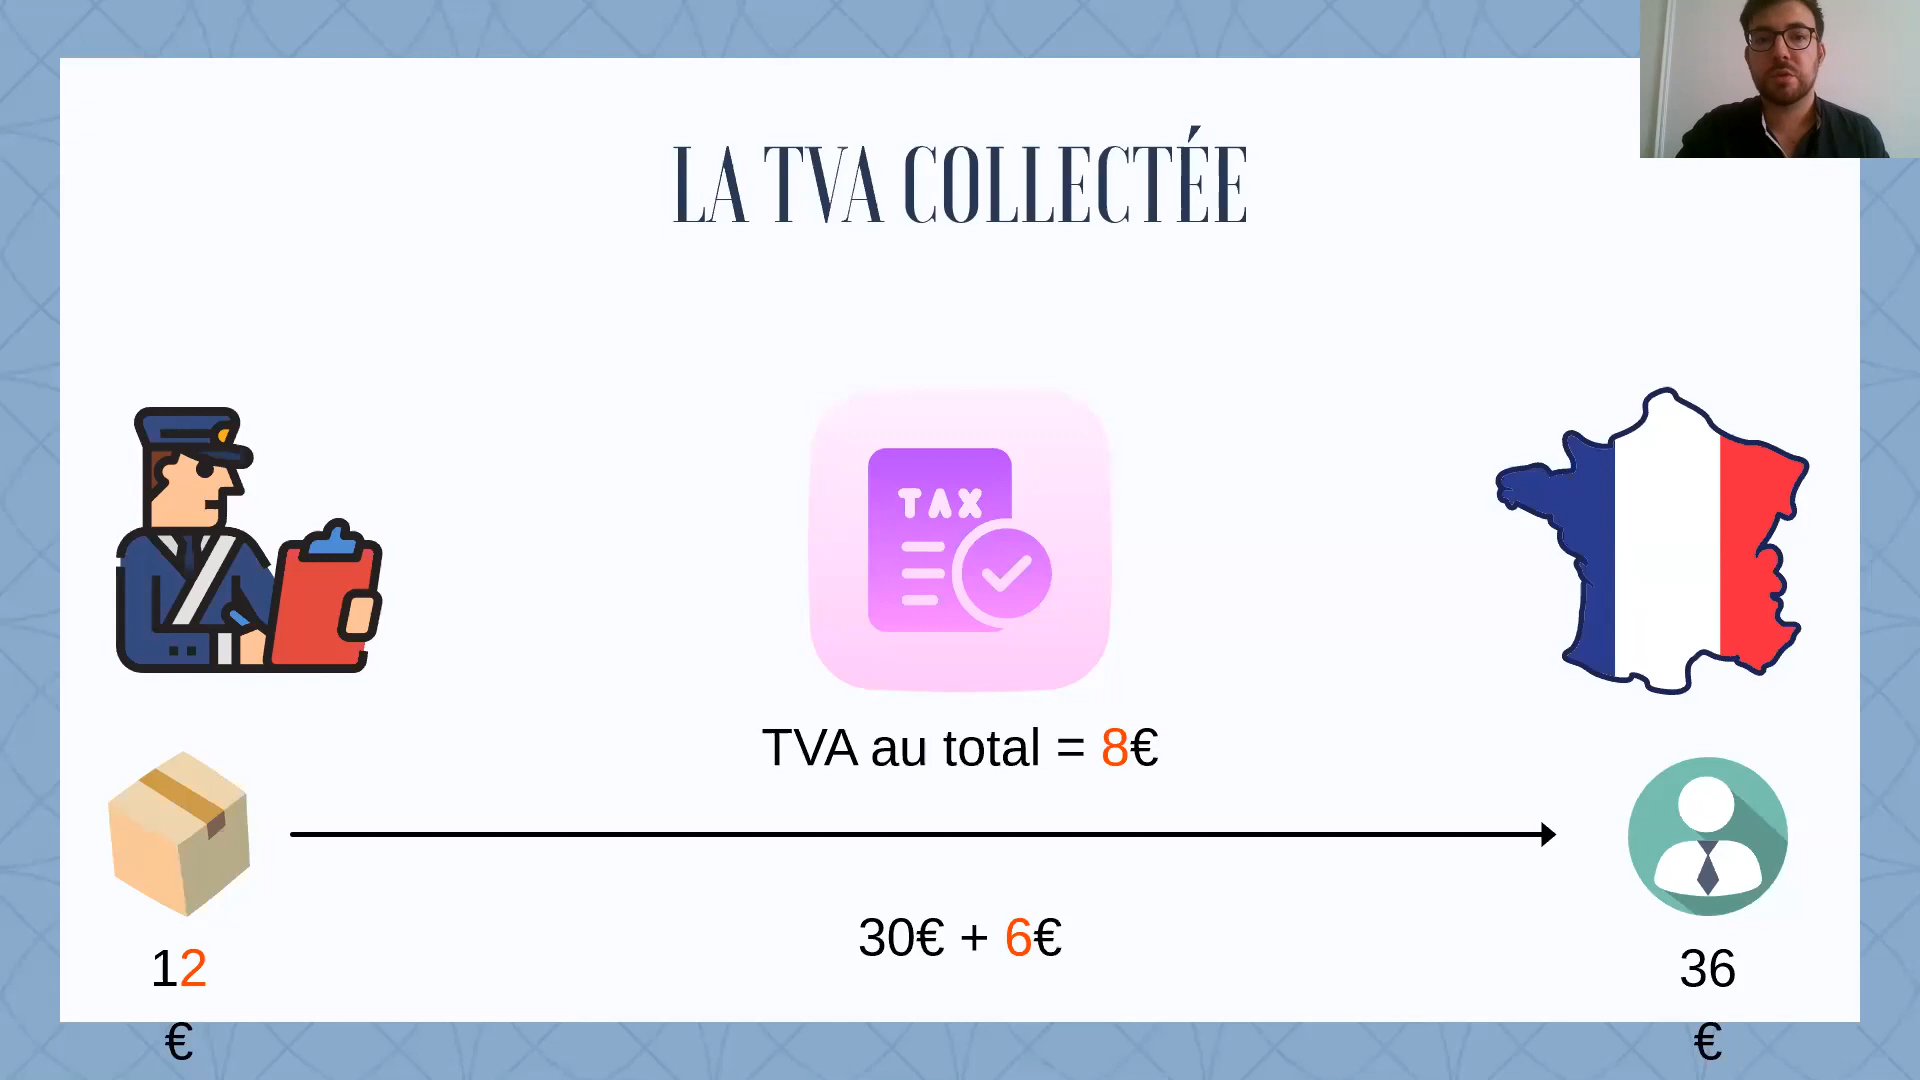 LA TVA COLLECTÉE
TAX
TVA au total = 8€
30€ + 6€
12
€
36
€